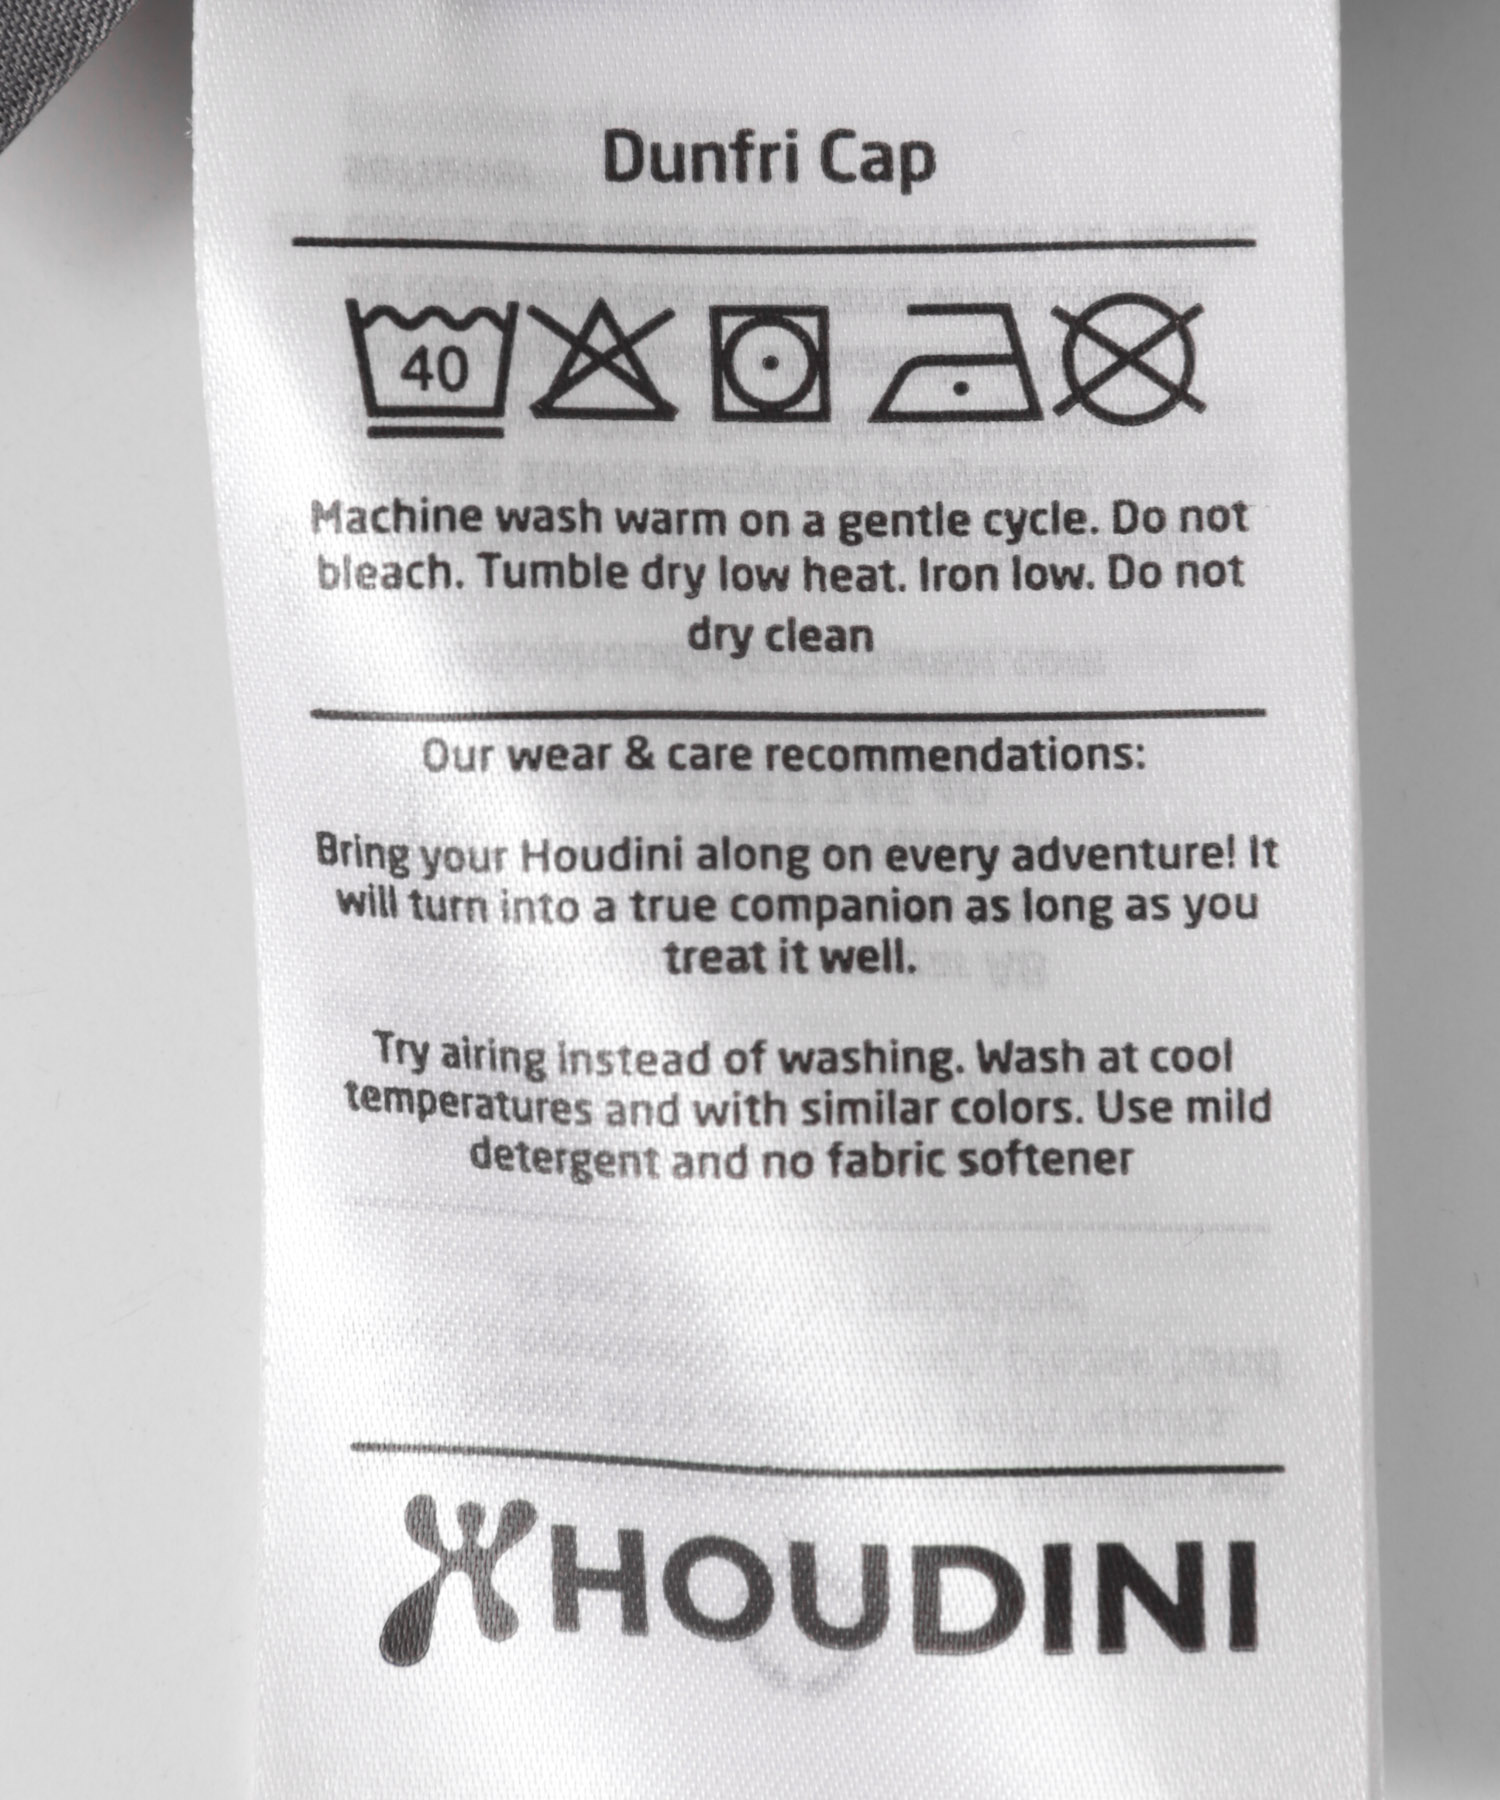 Dunfri Cap
40
Machine wash warm on a gentle cycle. Do not
bleach. Tumble dry low heat. Iron low. Do not
dry clean
Our wear & care recommendations:
Bring your Houdini along on every adventure! It
will turn into a true companion as long as you
treat it well.
Try airing instead of washing. Wash at cool
temperatures and with similar colors. Use mild
detergent and no fabric softener
HOUDINI